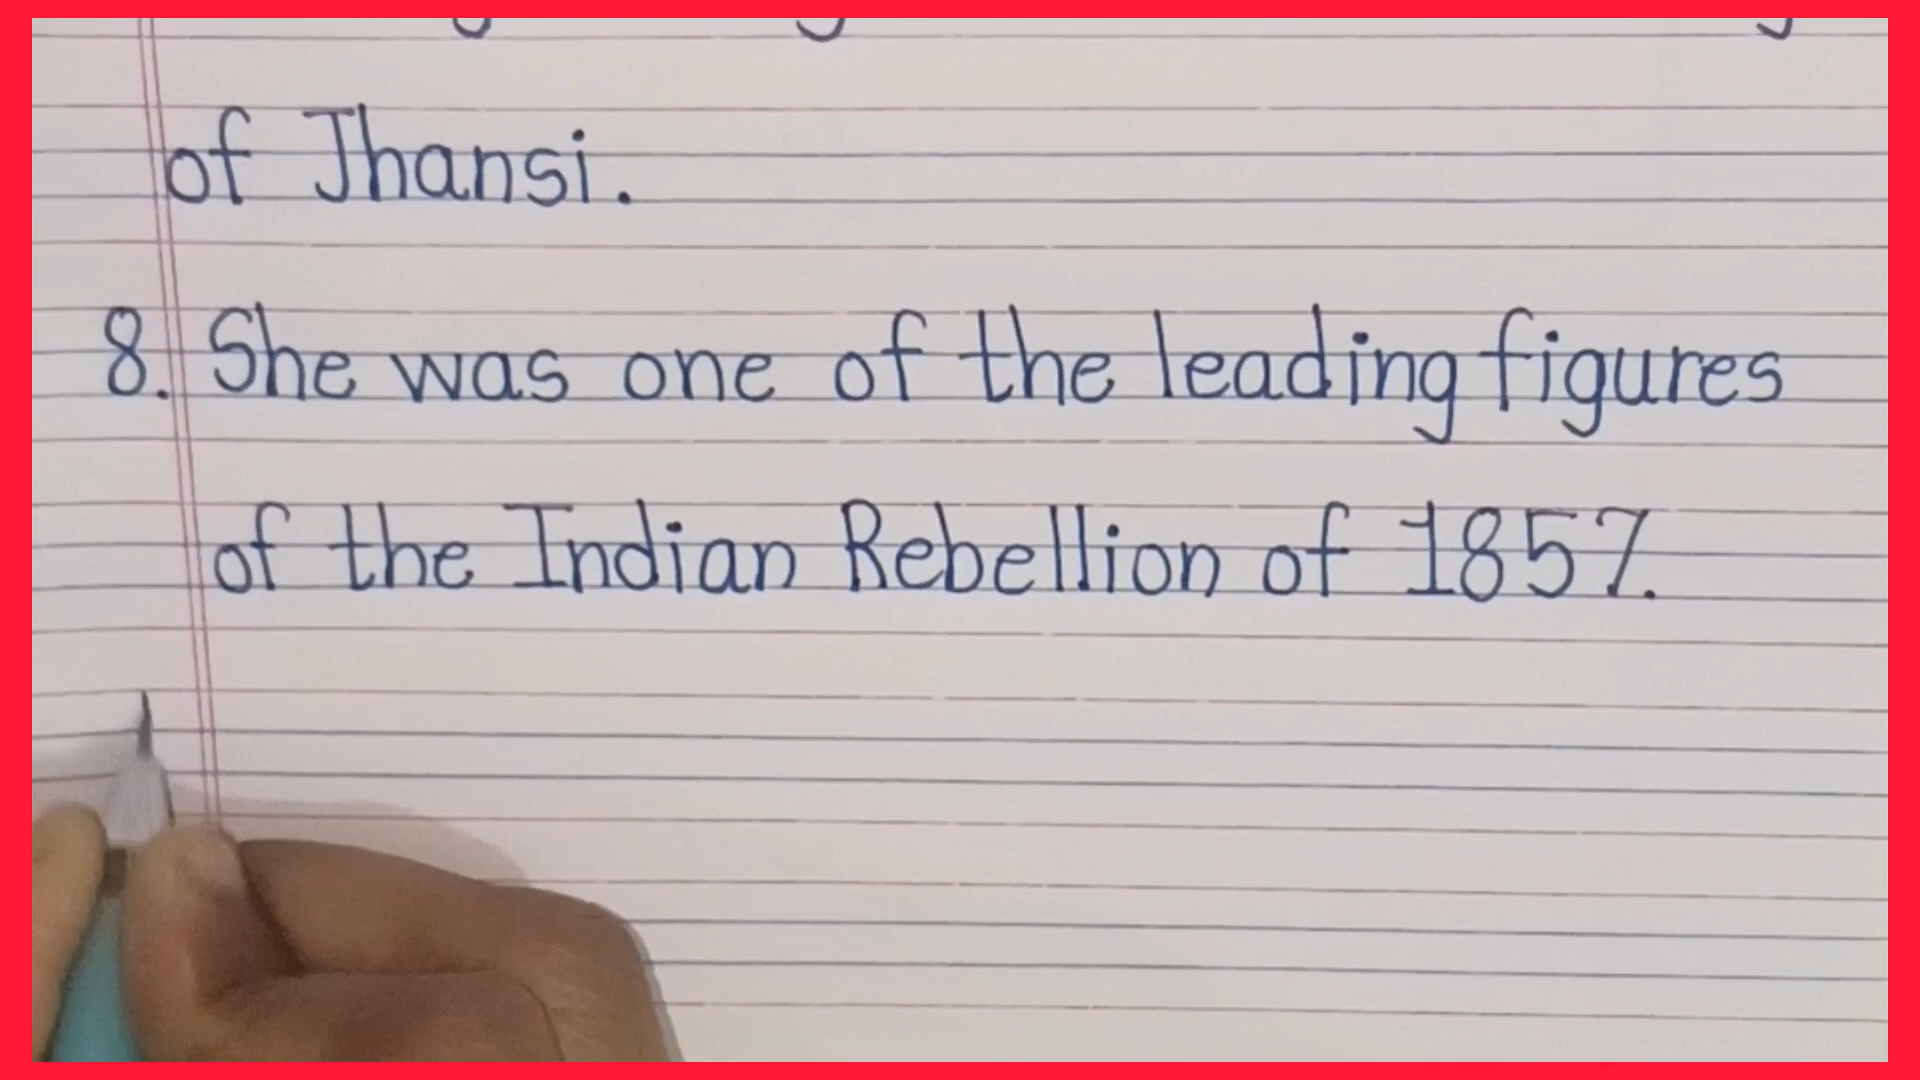 of Jhansi.
8. She was one of the leading figures
of the Indian Rebellion of 1857.